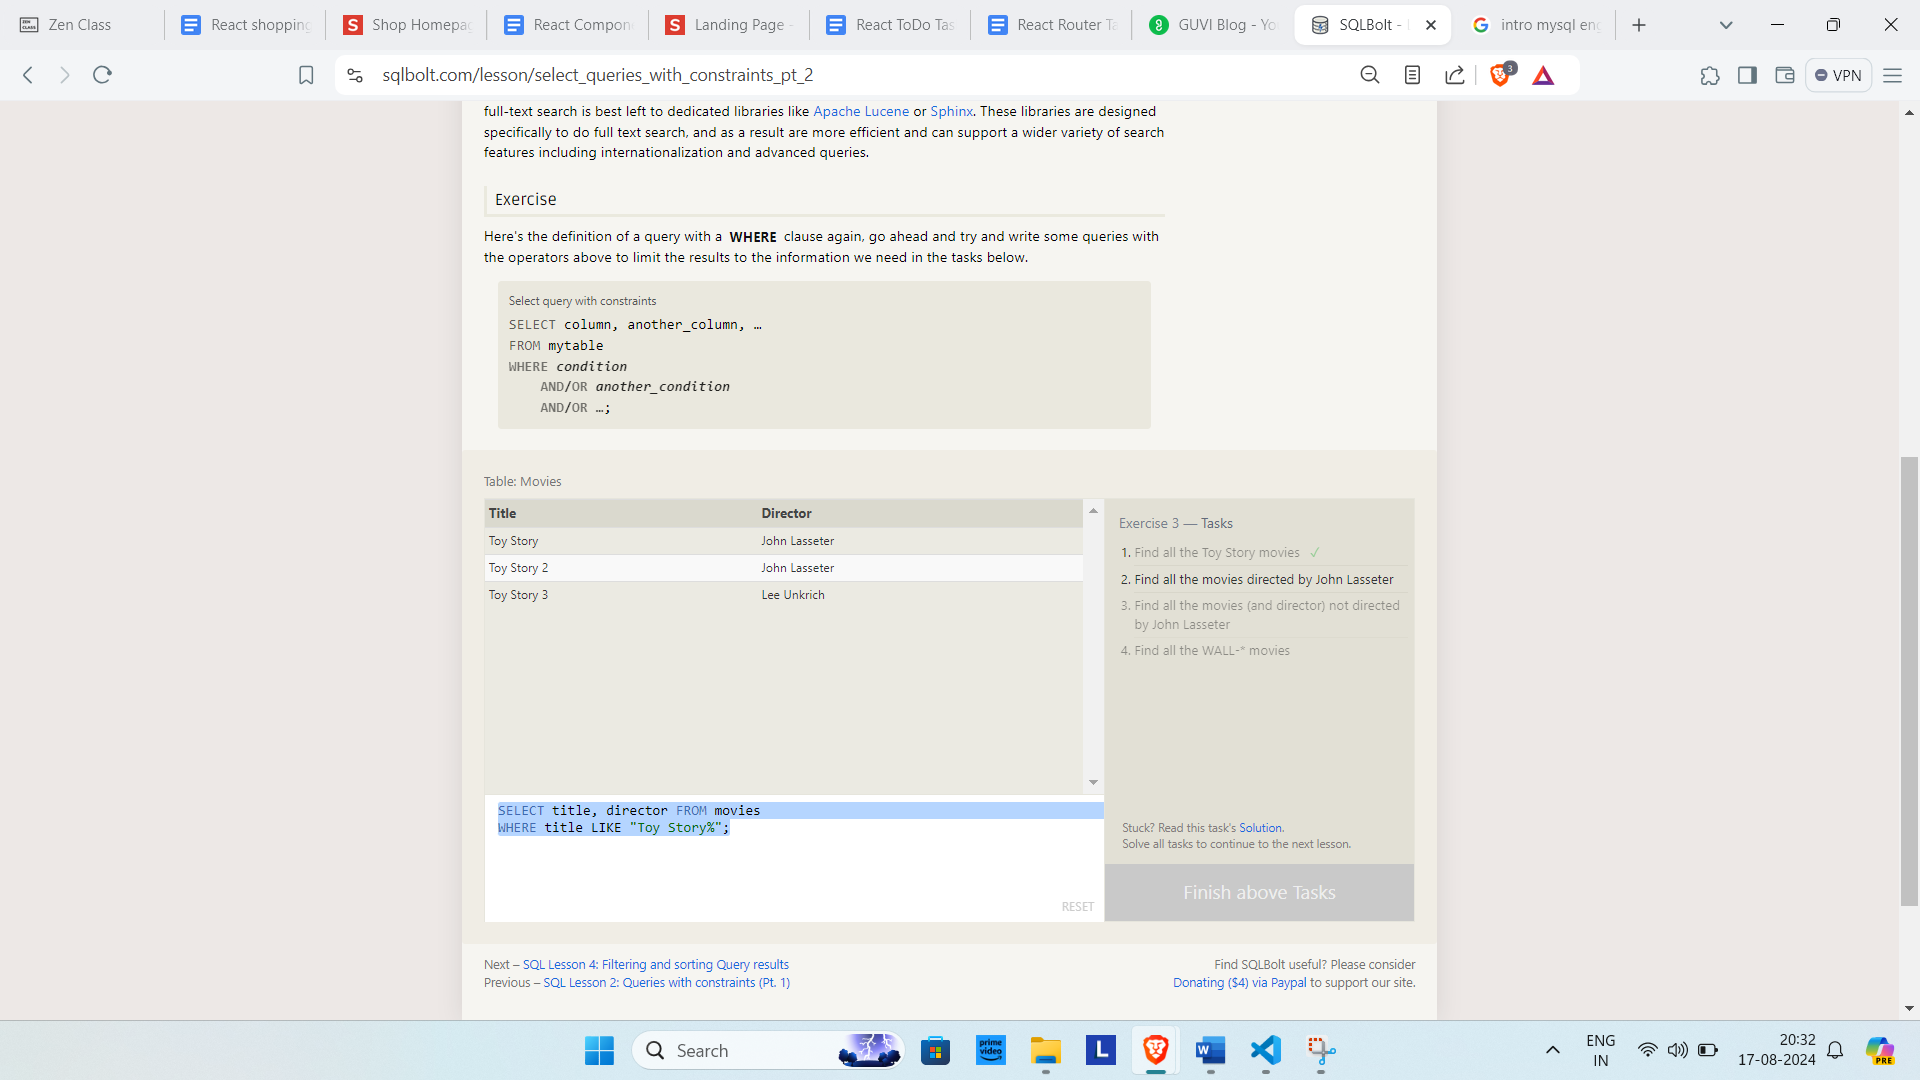 Zen Class
React shopping
Shop Homepag
React Compon
Landing Page -
React ToDo Tas
React Router Ta
GUVI Blog - Yo
SQLBolt -
intro mysql eng
sqlbolt.com/lesson/select_queries_with_constraints_pt_2
3
VPN
full-text search is best left to dedicated libraries like Apache Lucene or Sphinx. These libraries are designed
specifically to do full text search, and as a result are more efficient and can support a wider variety of search
features including internationalization and advanced queries.
Exercise
Here's the definition of a query with a WHERE clause again, go ahead and try and write some queries with
the operators above to limit the results to the information we need in the tasks below.
Select query with constraints
SELECT column, another_column, …
FROM mytable
WHERE condition
AND/OR another_condition
AND/OR …;
Table: Movies
Title Director
Toy Story John Lasseter
Toy Story 2 John Lasseter
Toy Story 3 Lee Unkrich
SELECT title, director FROM movies
WHERE title LIKE "Toy Story%";
RESET
Exercise 3 — Tasks
1. Find all the Toy Story movies ✓
2. Find all the movies directed by John Lasseter
3. Find all the movies (and director) not directed
by John Lasseter
4. Find all the WALL-* movies
Stuck? Read this task's Solution.
Solve all tasks to continue to the next lesson.
Finish above Tasks
Next – SQL Lesson 4: Filtering and sorting Query results
Previous – SQL Lesson 2: Queries with constraints (Pt. 1)
Find SQLBolt useful? Please consider
Donating ($4) via Paypal to support our site.
Search
prime
video
L
W
ENG
IN
20:32
17-08-2024
PRE